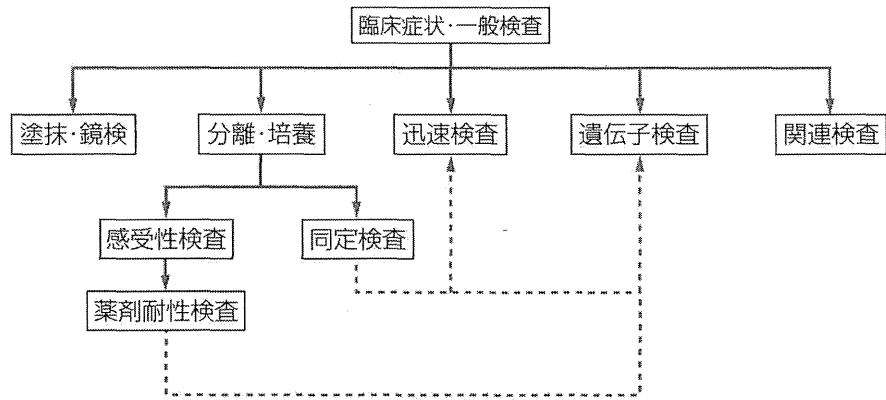 臨床症状・一般検査
塗抹・鏡検
分離・培養
迅速検査
遺伝子検査
関連検査
感受性検査
同定検査
薬剤耐性検査